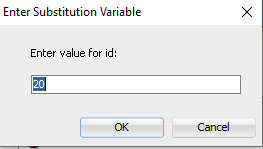 Enter Substitution Variable
Enter value for id:
20
OK Cancel